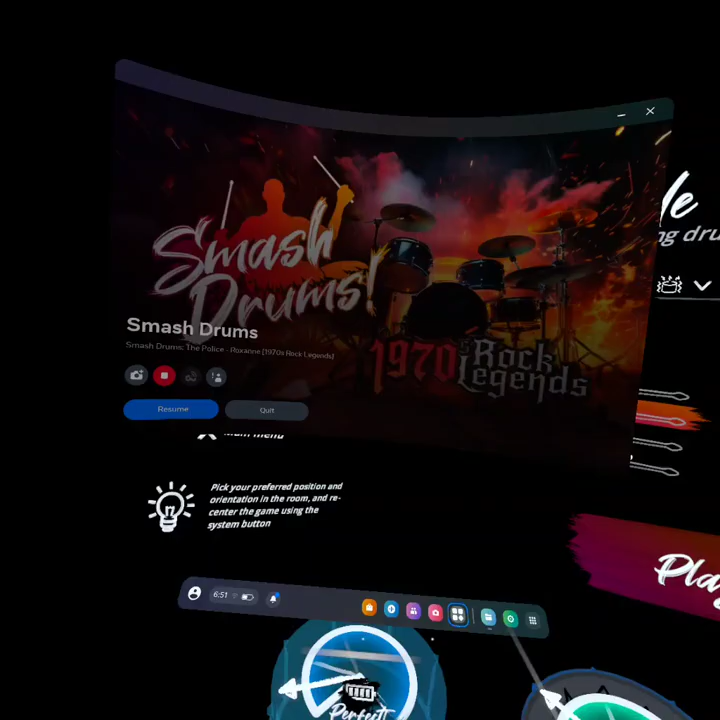 Smash
Drums!
1970s Rock
Legends
Smash Drums
Smash Drums: The Police - Roxanne [1970s Rock Legends]
Resume
Quit
Main menu
Pick your preferred position and
orientation in the room, and re-
center the game using the
system button
6:51
Perfect